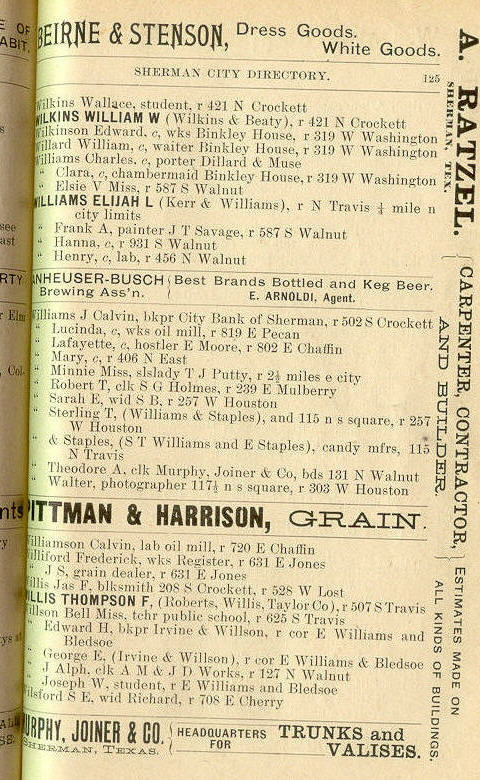 BEIRNE & STENSON, Dress Goods.
White Goods.
SHERMAN CITY DIRECTORY. 125
Wilkins Wallace, student, r 421 N Crockett
WILKINS WILLIAM W (Wilkins & Beaty), r 421 N Crockett
Wilkinson Edward, c, wks Binkley House, r 319 W Washington
Willard William, c, waiter Binkley House, r 319 W Washington
Williams Charles, c, porter Dillard & Muse
" Clara, c, chambermaid Binkley House, r 319 W Washington
" Elsie V Miss, r 587 S Walnut
WILLIAMS ELIJAH L (Kerr & Williams), r N Travis ¼ mile n
city limits
" Frank A, painter J T Savage, r 587 S Walnut
" Hanna, c, r 931 S Walnut
" Henry, c, lab, r 456 N Walnut
ANHEUSER-BUSCH Best Brands Bottled and Keg Beer.
Brewing Ass'n. E. ARNOLDI, Agent.
Williams J Calvin, bkpr City Bank of Sherman, r 502 S Crockett
" Lucinda, c, wks oil mill, r 819 E Pecan
" Lafayette, c, hostler E Moore, r 802 E Chaffin
" Mary, c, r 406 N East
" Minnie Miss, slslady T J Putty, r 2½ miles e city
" Robert T, clk S G Holmes, r 239 E Mulberry
" Sarah E, wid S B, r 257 W Houston
" Sterling T, (Williams & Staples), and 115 n s square, r 257
W Houston
" & Staples, (S T Williams and E Staples), candy mfrs, 115
N Travis
" Theodore A, clk Murphy, Joiner & Co, bds 131 N Walnut
" Walter, photographer 117½ n s square, r 303 W Houston
PITTMAN & HARRISON, GRAIN.
Williamson Calvin, lab oil mill, r 720 E Chaffin
Williford Frederick, wks Register, r 631 E Jones
" J S, grain dealer, r 631 E Jones
Willis Jas F, blksmith 208 S Crockett, r 528 W Lost
WILLIS THOMPSON F, (Roberts, Willis, Taylor Co), r 507 S Travis
Willson Bell Miss, tchr public school, r 625 S Travis
" Edward H, bkpr Irvine & Willson, r cor E Williams and
Bledsoe
" George E, (Irvine & Willson), r cor E Williams & Bledsoe
" J Alph, clk A M & J D Works, r 127 N Walnut
" Joseph W, student, r E Williams and Bledsoe
Wilsford S E, wid Richard, r 708 E Cherry
MURPHY, JOINER & CO. HEADQUARTERS FOR TRUNKS and
SHERMAN, TEXAS. VALISES.
A. RATZEL.
SHERMAN, TEX.
CARPENTER, CONTRACTOR,
AND BUILDER.
ESTIMATES MADE ON
ALL KINDS OF BUILDINGS.